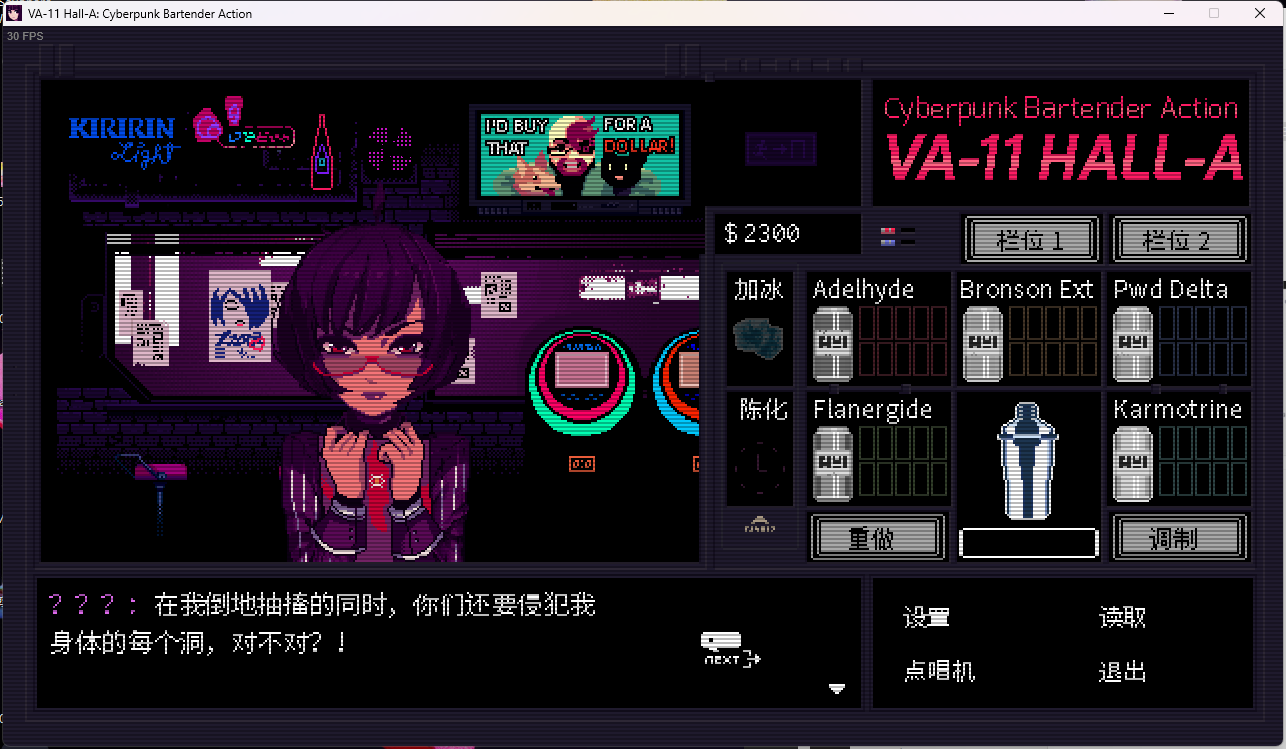 VA-11 Hall-A: Cyberpunk Bartender Action
30 FPS
KIRIRIN
Light
OPEN
I'D BUY THAT
FOR A DOLLAR!
Cyberpunk Bartender Action
VA-11 HALL-A
$ 2300
栏位 1
栏位 2
加冰
Adelhyde
Bronson Ext
Pwd Delta
陈化
Flanergide
Karmotrine
重做
调制
0:0
？？？： 在我倒地抽搐的同时，你们还要侵犯我
身体的每个洞，对不对？！
NEXT
设置
读取
点唱机
退出